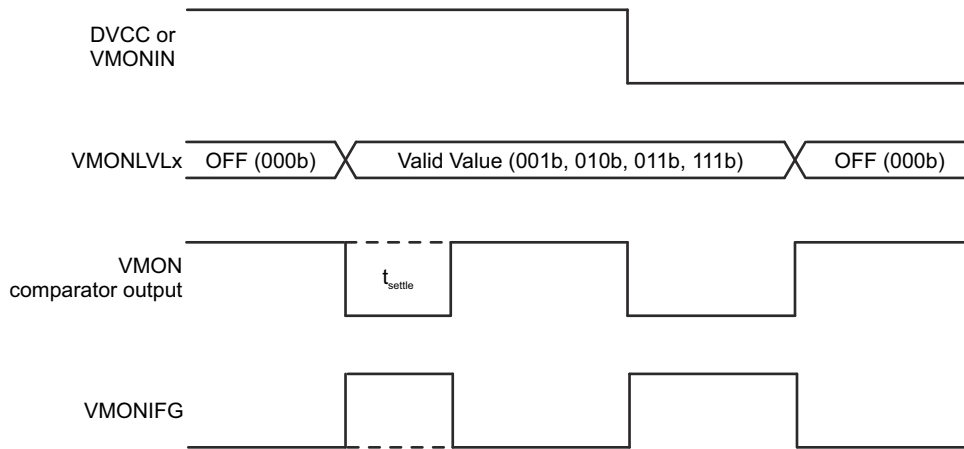 DVCC or
VMONIN
VMONLVLx
OFF (000b)
Valid Value (001b, 010b, 011b, 111b)
OFF (000b)
VMON
comparator output
tsettle
VMONIFG